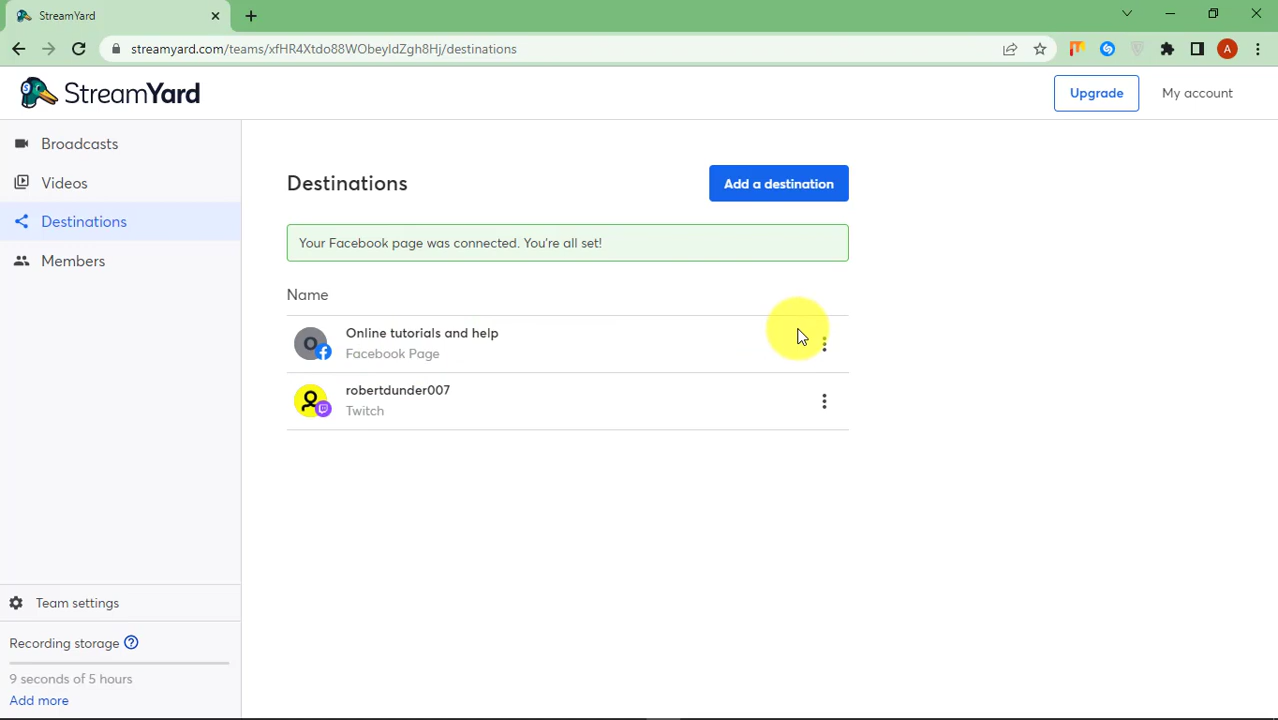 StreamYard
streamyard.com/teams/xfHR4Xtdo88WObeyIdZgh8Hj/destinations
A
StreamYard
Upgrade
My account
Broadcasts
Videos
Destinations
Members
Destinations
Add a destination
Your Facebook page was connected. You're all set!
Name
O
Online tutorials and help
Facebook Page
robertdunder007
Twitch
Team settings
Recording storage
9 seconds of 5 hours
Add more